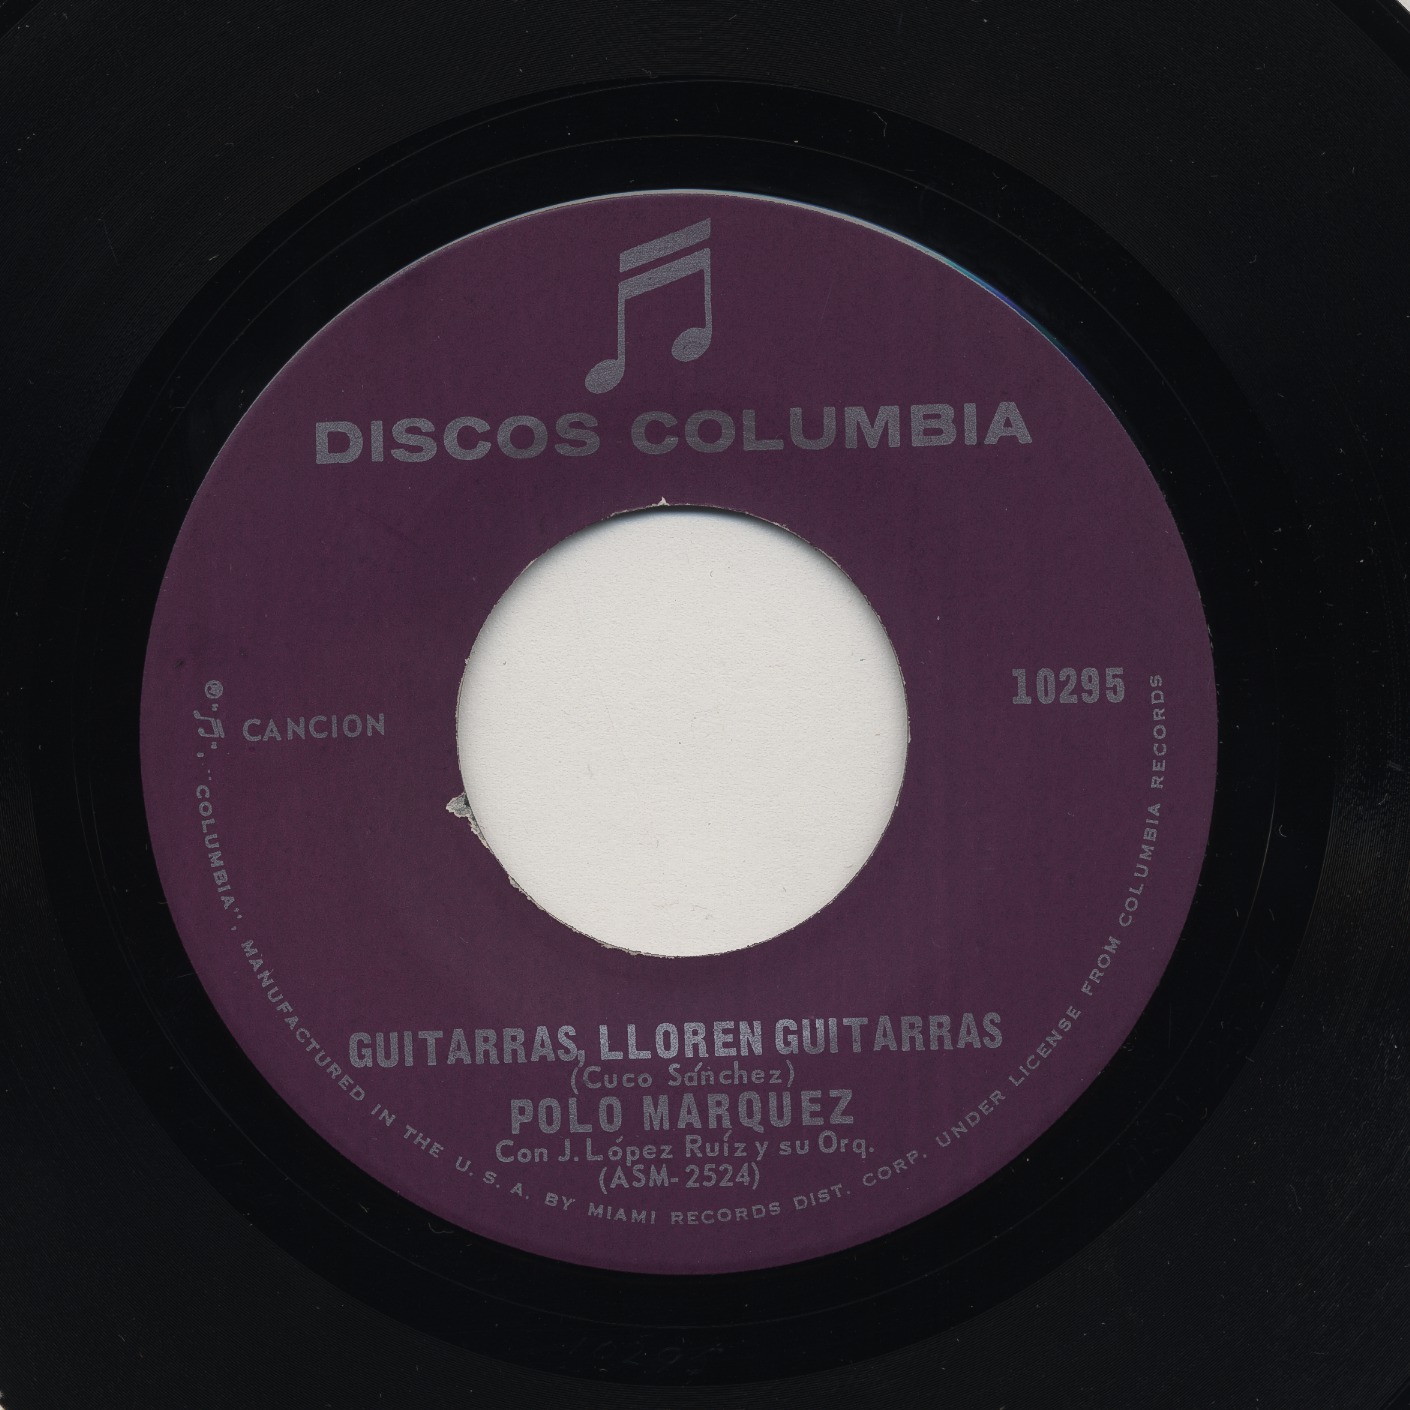 DISCOS COLUMBIA
CANCION
10295
GUITARRAS, LLOREN GUITARRAS
(Cuco Sánchez)
POLO MARQUEZ
Con J. López Ruíz y su Orq.
(ASM-2524)
"♫", "COLUMBIA", MANUFACTURED IN THE U. S. A. BY MIAMI RECORDS DIST. CORP. UNDER LICENSE FROM COLUMBIA RECORDS